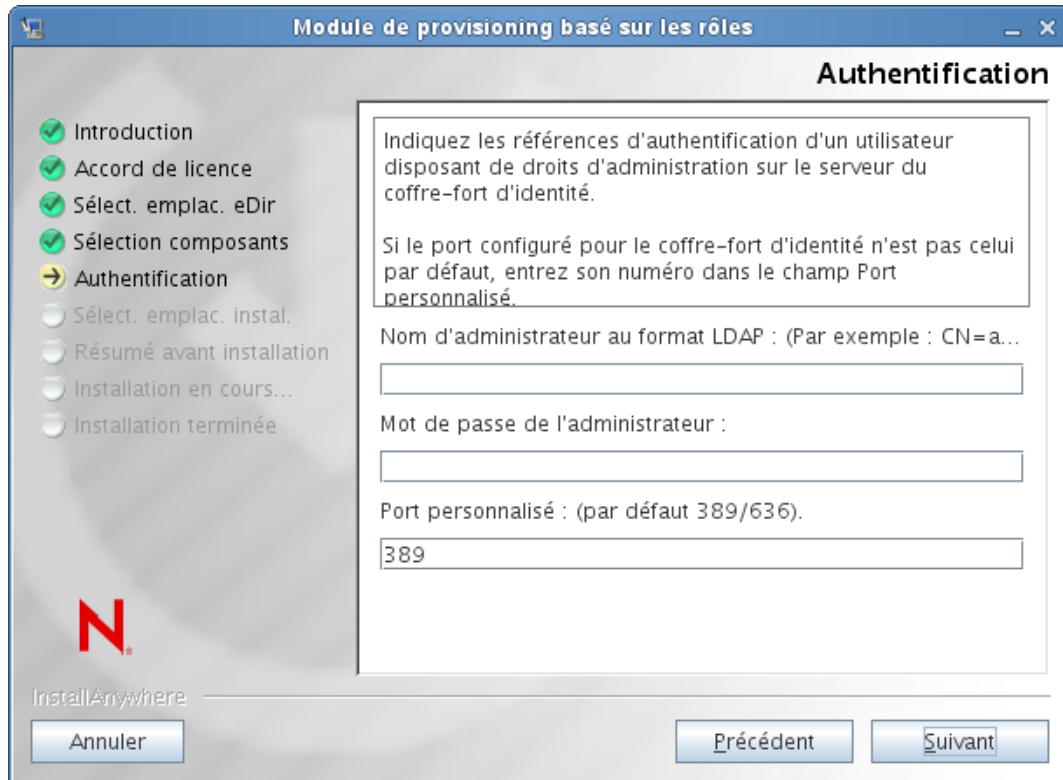 Module de provisioning basé sur les rôles
Authentification
Introduction
Accord de licence
Sélect. emplac. eDir
Sélection composants
Authentification
Sélect. emplac. instal.
Résumé avant installation
Installation en cours...
Installation terminée
Indiquez les références d'authentification d'un utilisateur
disposant de droits d'administration sur le serveur du
coffre-fort d'identité.
Si le port configuré pour le coffre-fort d'identité n'est pas celui
par défaut, entrez son numéro dans le champ Port
personnalisé.
Nom d'administrateur au format LDAP : (Par exemple : CN=a...
Mot de passe de l'administrateur :
Port personnalisé : (par défaut 389/636).
389
N
InstallAnywhere
Annuler
Précédent
Suivant